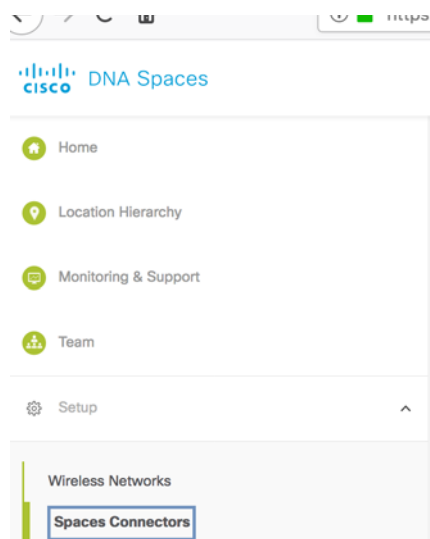 https
CISCO DNA Spaces
Home
Location Hierarchy
Monitoring & Support
Team
Setup
Wireless Networks
Spaces Connectors